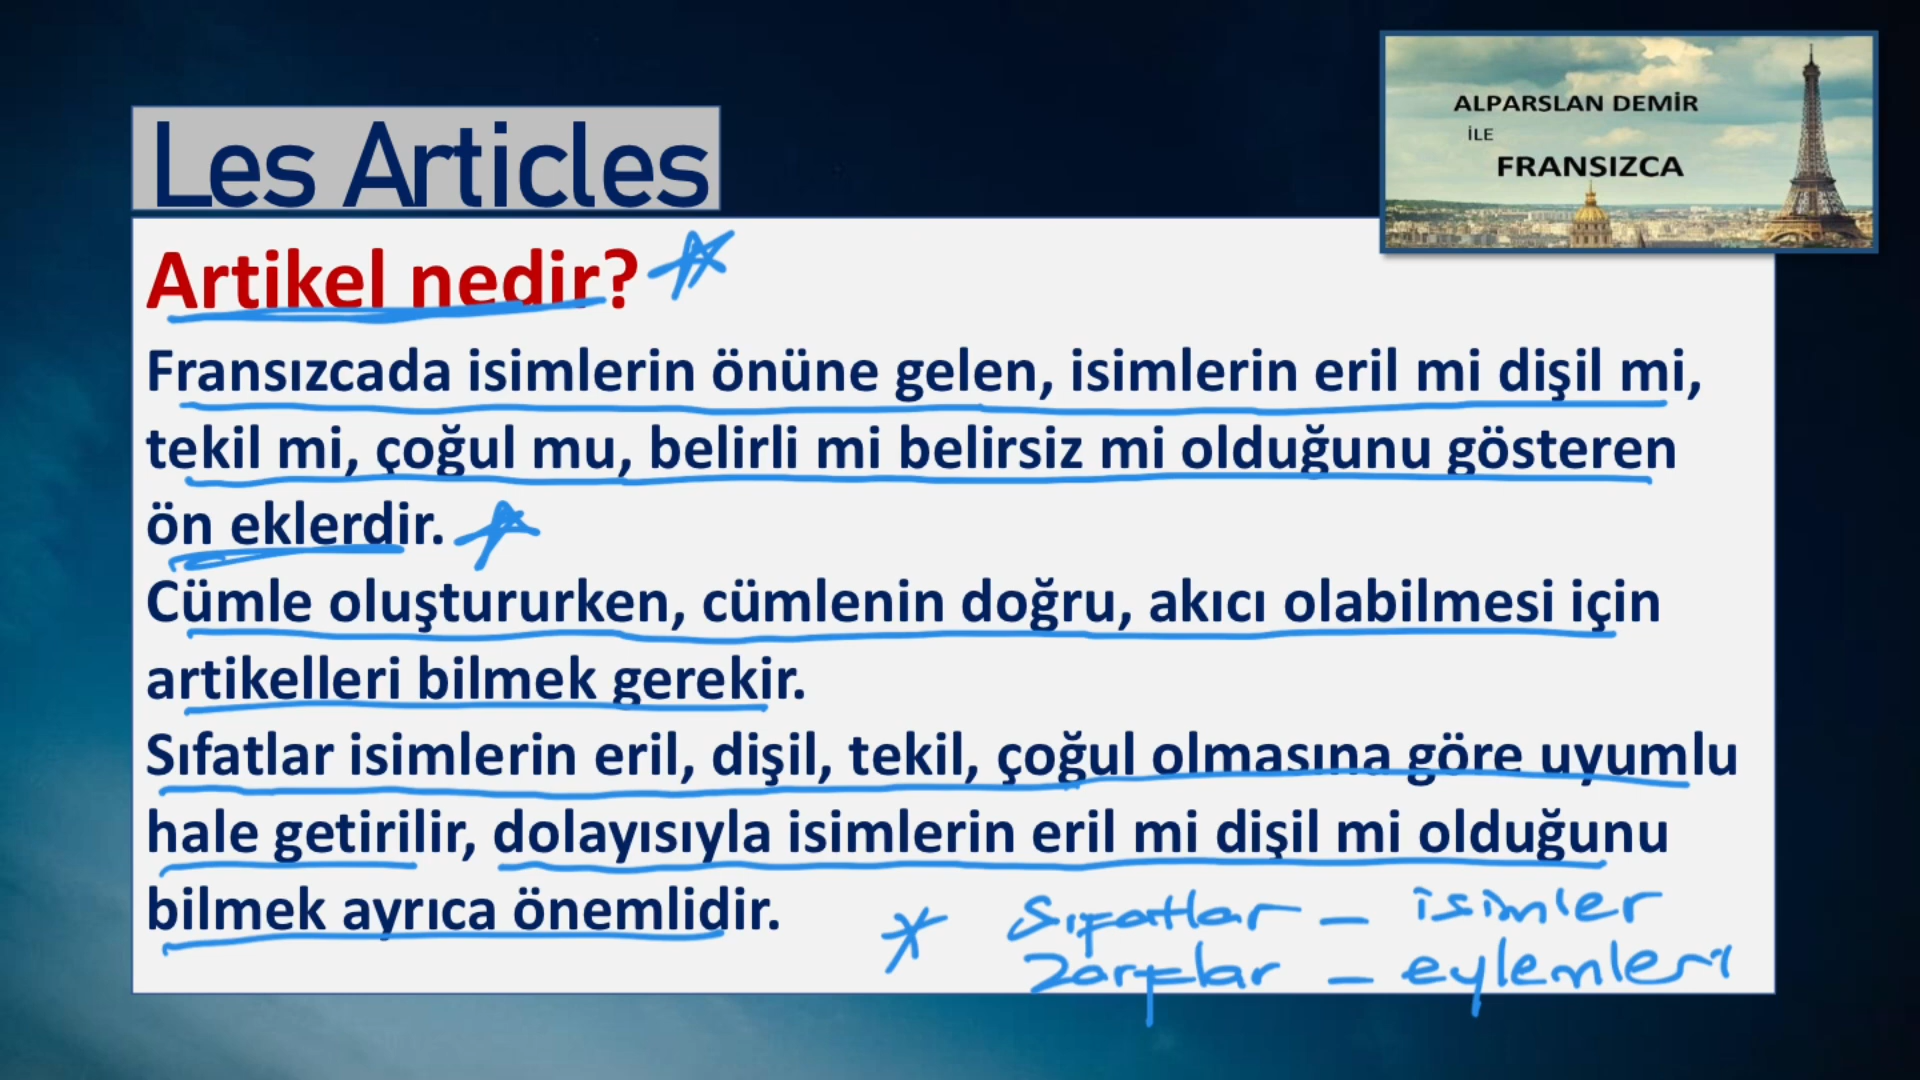 ALPARSLAN DEMİR
İLE
FRANSIZCA
Les Articles
Artikel nedir?
Fransızcada isimlerin önüne gelen, isimlerin eril mi dişil mi,
tekil mi, çoğul mu, belirli mi belirsiz mi olduğunu gösteren
ön eklerdir.
Cümle oluştururken, cümlenin doğru, akıcı olabilmesi için
artikelleri bilmek gerekir.
Sıfatlar isimlerin eril, dişil, tekil, çoğul olmasına göre uyumlu
hale getirilir, dolayısıyla isimlerin eril mi dişil mi olduğunu
bilmek ayrıca önemlidir.
* Sıfatlar – isimler
Zarflar – eylemleri